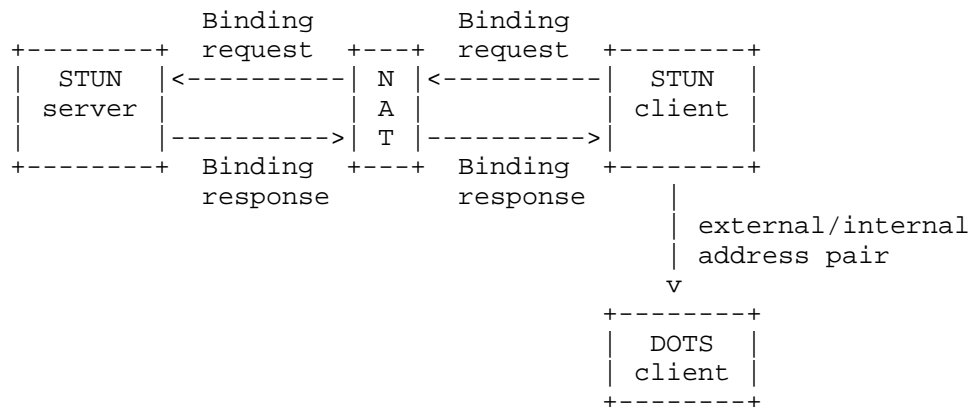 Binding             Binding
+--------+  request  +---+  request  +--------+
|  STUN  |<----------| N |<----------|  STUN  |
| server |           | A |           | client |
|        |---------->| T |---------->|        |
+--------+  Binding  +---+  Binding  +--------+
            response            response        |
                                                | external/internal
                                                | address pair
                                                v
                                     +--------+
                                     |  DOTS  |
                                     | client |
                                     +--------+